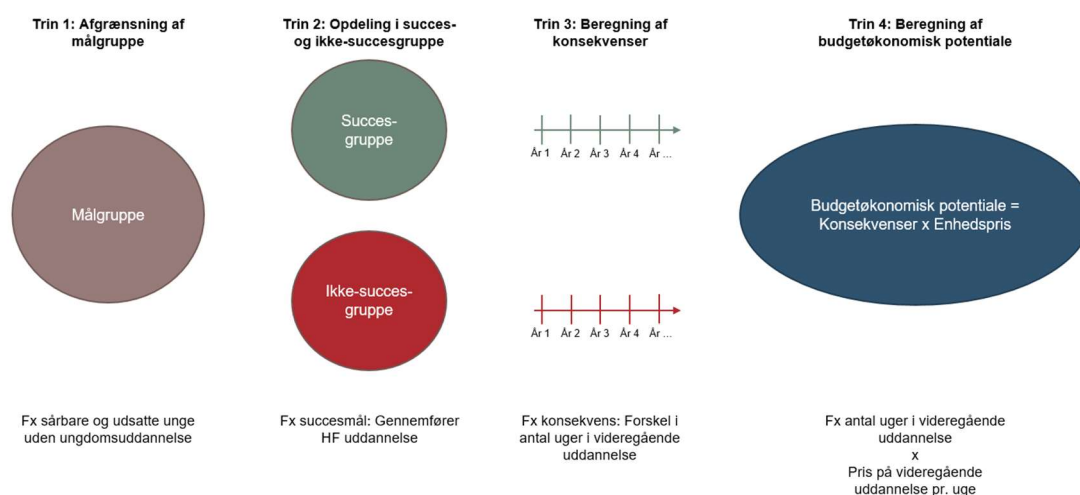 Trin 1: Afgrænsning af
målgruppe
Trin 2: Opdeling i succes-
og ikke-succesgruppe
Trin 3: Beregning af
konsekvenser
Trin 4: Beregning af
budgetøkonomisk potentiale
Målgruppe
Succes-
gruppe
Ikke-succes-
gruppe
År 1 År 2 År 3 År 4 År ...
År 1 År 2 År 3 År 4 År ...
Budgetøkonomisk potentiale =
Konsekvenser x Enhedspris
Fx sårbare og udsatte unge
uden ungdomsuddannelse
Fx succesmål: Gennemfører
HF uddannelse
Fx konsekvens: Forskel i
antal uger i videregående
uddannelse
Fx antal uger i videregående
uddannelse
x
Pris på videregående
uddannelse pr. uge